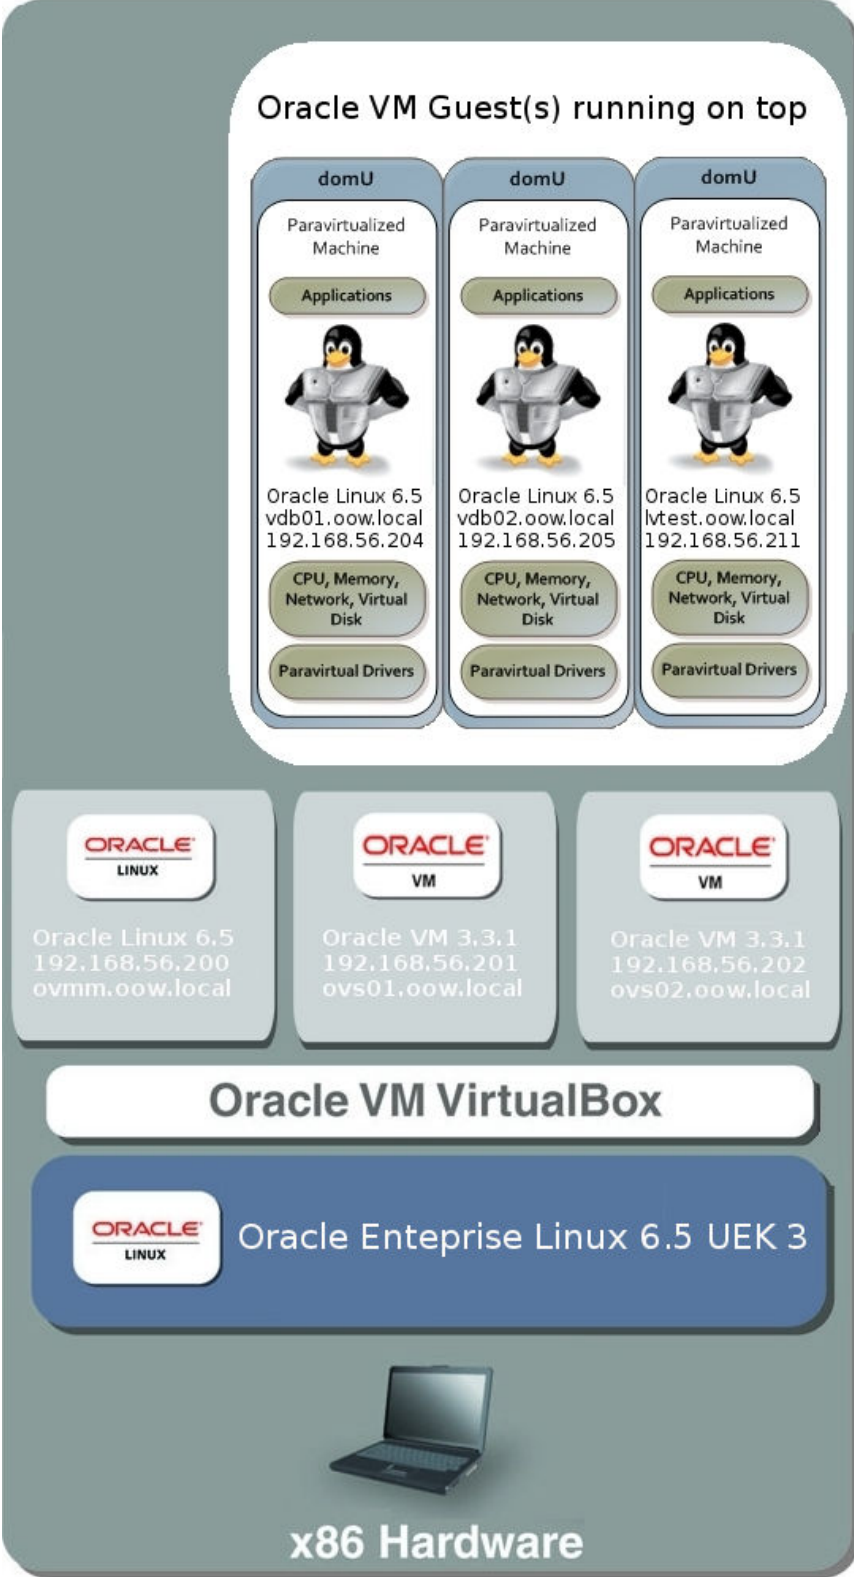 Oracle VM Guest(s) running on top
domU
Paravirtualized
Machine
Applications
Oracle Linux 6.5
vdb01.oow.local
192.168.56.204
CPU, Memory,
Network, Virtual
Disk
Paravirtual Drivers
domU
Paravirtualized
Machine
Applications
Oracle Linux 6.5
vdb02.oow.local
192.168.56.205
CPU, Memory,
Network, Virtual
Disk
Paravirtual Drivers
domU
Paravirtualized
Machine
Applications
Oracle Linux 6.5
lvtest.oow.local
192.168.56.211
CPU, Memory,
Network, Virtual
Disk
Paravirtual Drivers
ORACLE
LINUX
Oracle Linux 6.5
192.168.56.200
ovmm.oow.local
ORACLE
VM
Oracle VM 3.3.1
192.168.56.201
ovs01.oow.local
ORACLE
VM
Oracle VM 3.3.1
192.168.56.202
ovs02.oow.local
Oracle VM VirtualBox
ORACLE
LINUX
Oracle Enteprise Linux 6.5 UEK 3
x86 Hardware